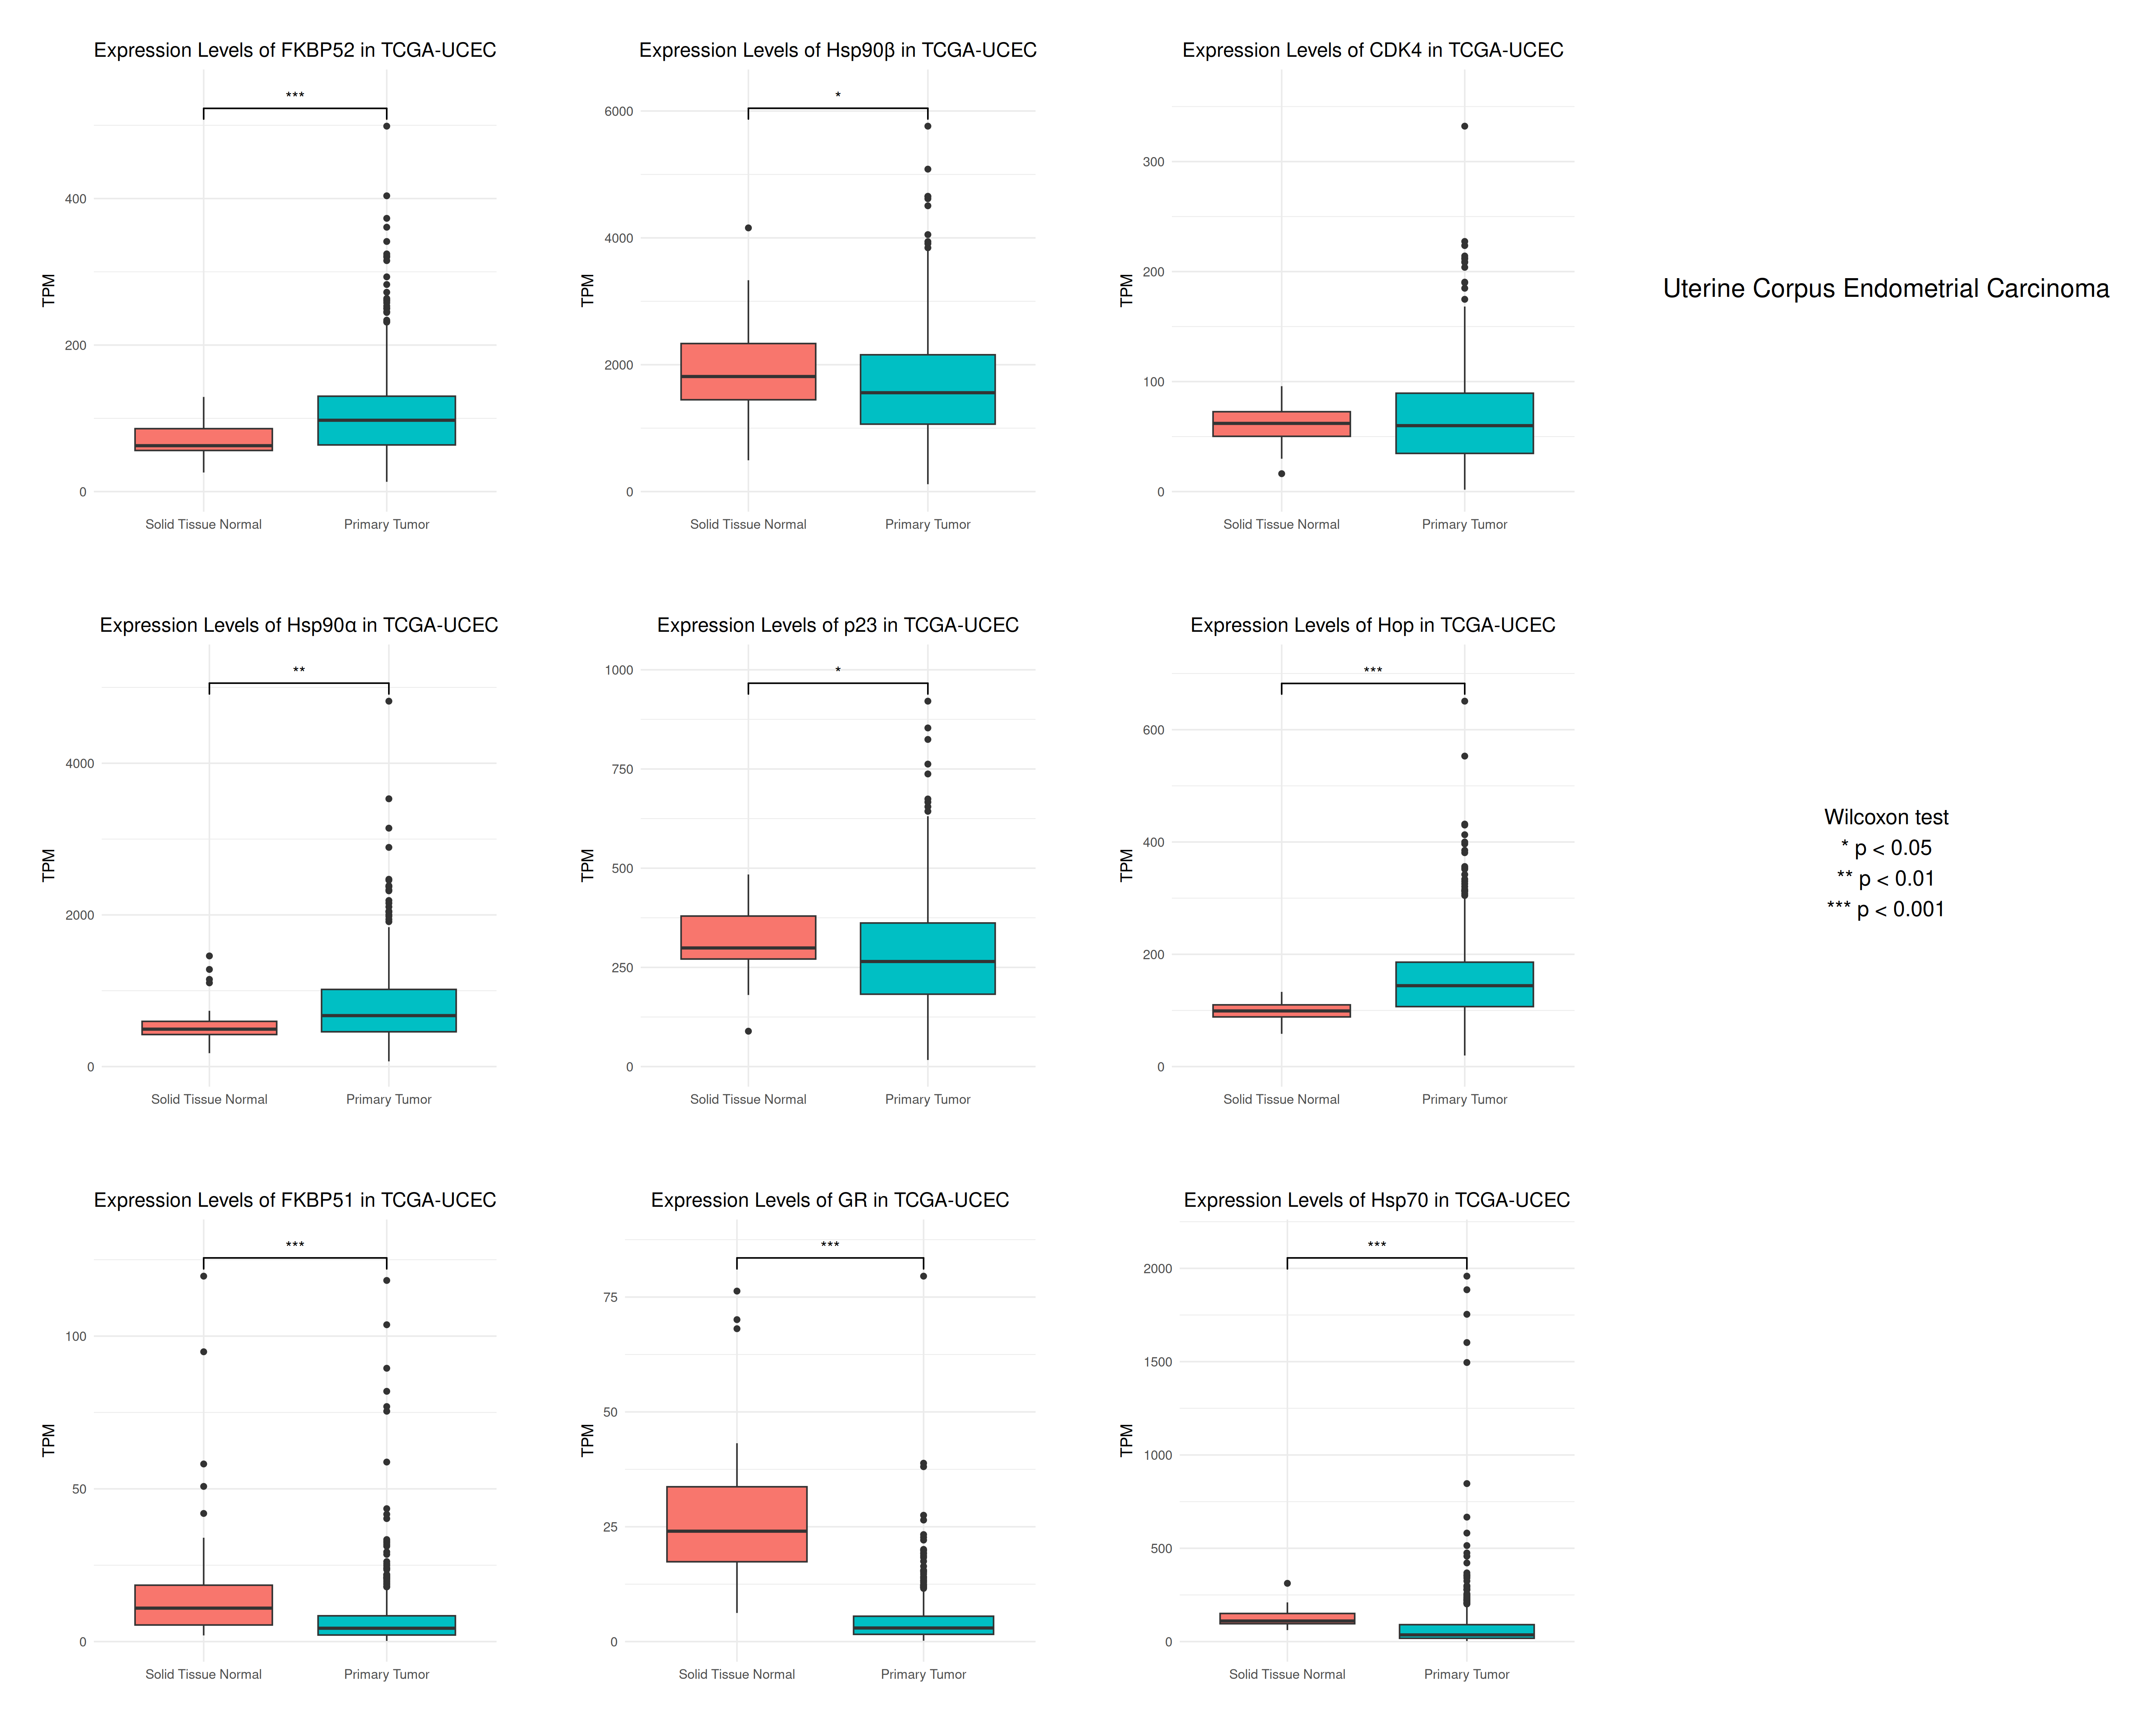 Expression Levels of FKBP52 in TCGA-UCEC
***
400
200
0
TPM
Solid Tissue Normal
Primary Tumor
Expression Levels of Hsp90β in TCGA-UCEC
*
6000
4000
2000
0
TPM
Solid Tissue Normal
Primary Tumor
Expression Levels of CDK4 in TCGA-UCEC
300
200
100
0
TPM
Solid Tissue Normal
Primary Tumor
Uterine Corpus Endometrial Carcinoma
Expression Levels of Hsp90α in TCGA-UCEC
**
4000
2000
0
TPM
Solid Tissue Normal
Primary Tumor
Expression Levels of p23 in TCGA-UCEC
*
1000
750
500
250
0
TPM
Solid Tissue Normal
Primary Tumor
Expression Levels of Hop in TCGA-UCEC
***
600
400
200
0
TPM
Solid Tissue Normal
Primary Tumor
Wilcoxon test
* p < 0.05
** p < 0.01
*** p < 0.001
Expression Levels of FKBP51 in TCGA-UCEC
***
100
50
0
TPM
Solid Tissue Normal
Primary Tumor
Expression Levels of GR in TCGA-UCEC
***
75
50
25
0
TPM
Solid Tissue Normal
Primary Tumor
Expression Levels of Hsp70 in TCGA-UCEC
***
2000
1500
1000
500
0
TPM
Solid Tissue Normal
Primary Tumor